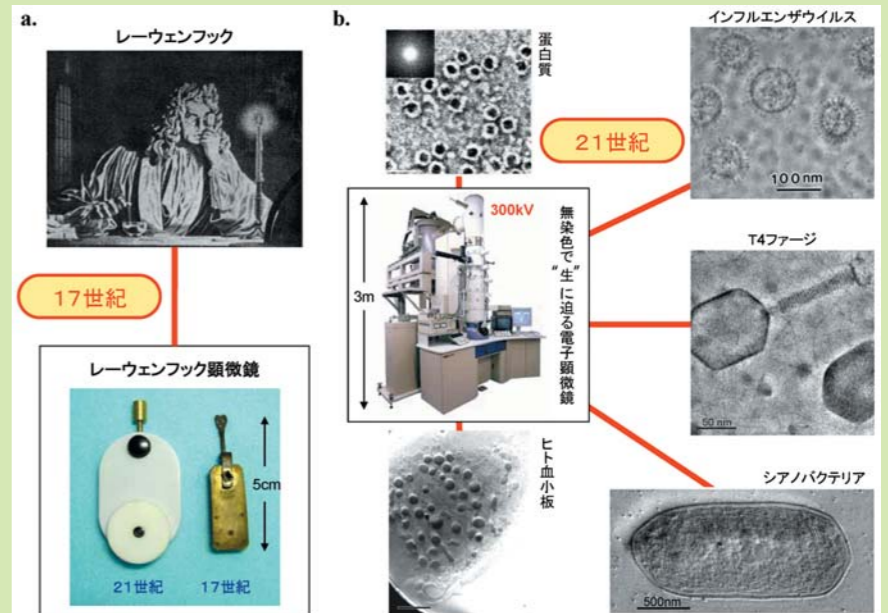 a.
レーウェンフック
17世紀
レーウェンフック顕微鏡
5cm
21世紀
17世紀
b.
蛋白質
21世紀
インフルエンザウイルス
100nm
300kV
3m
無染色で
“生”に迫る電子顕微鏡
T4ファージ
50 nm
ヒト血小板
シアノバクテリア
500nm